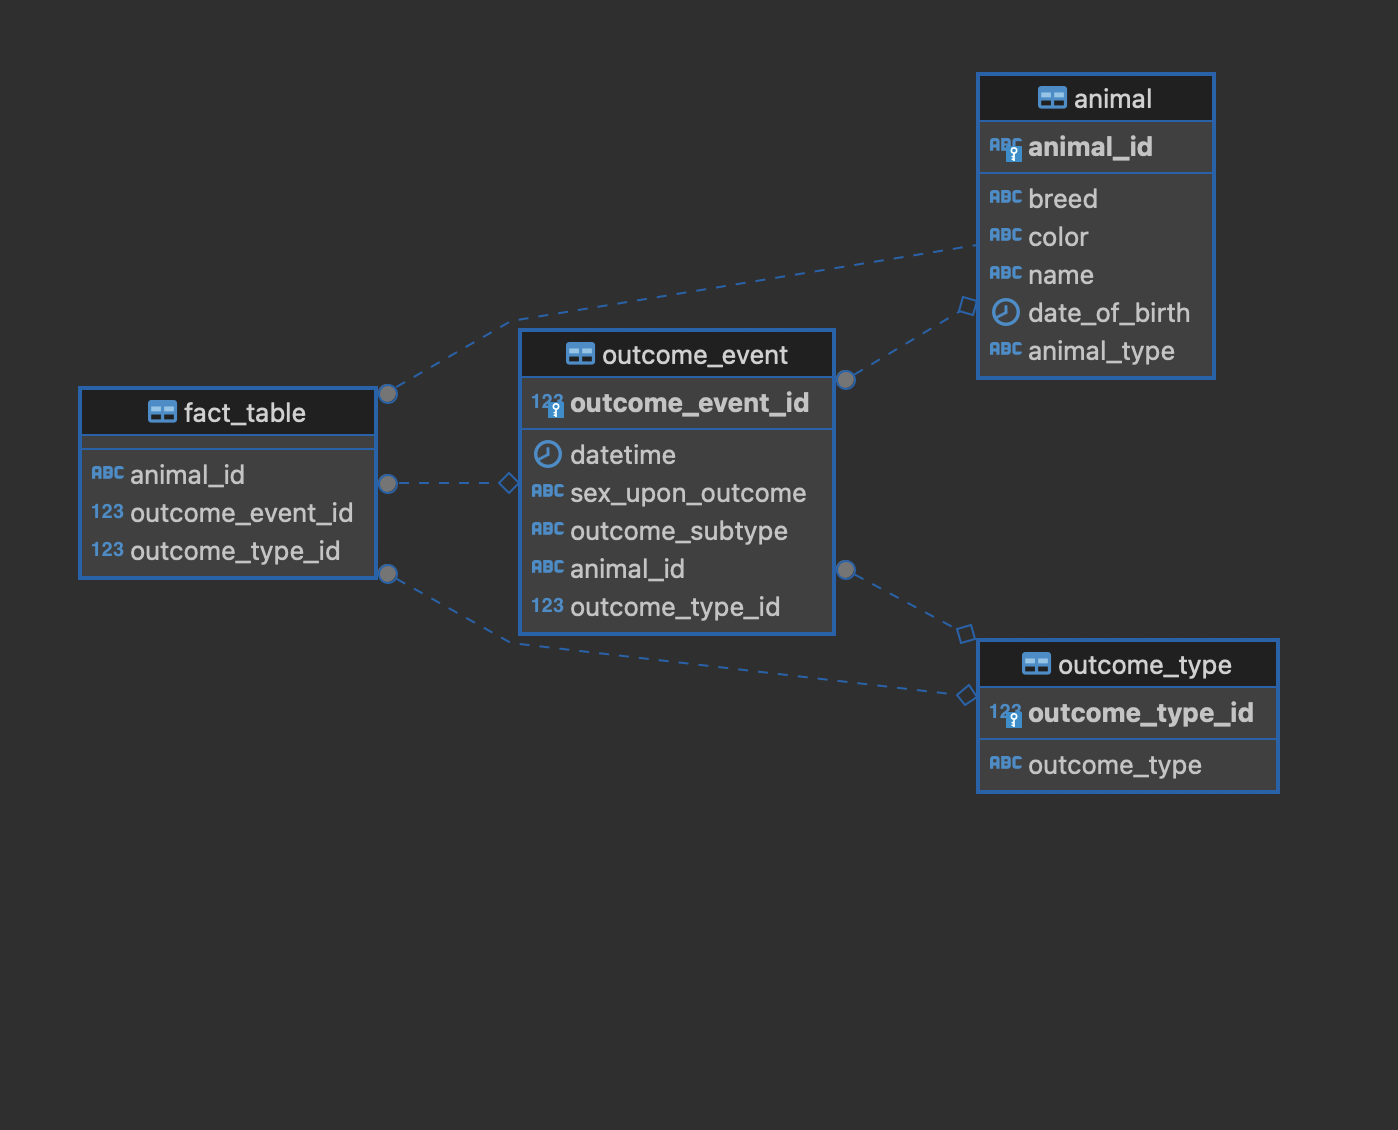 animal
ABC animal_id
ABC breed
ABC color
ABC name
date_of_birth
ABC animal_type
outcome_event
123 outcome_event_id
datetime
ABC sex_upon_outcome
ABC outcome_subtype
ABC animal_id
123 outcome_type_id
fact_table
ABC animal_id
123 outcome_event_id
123 outcome_type_id
outcome_type
123 outcome_type_id
ABC outcome_type